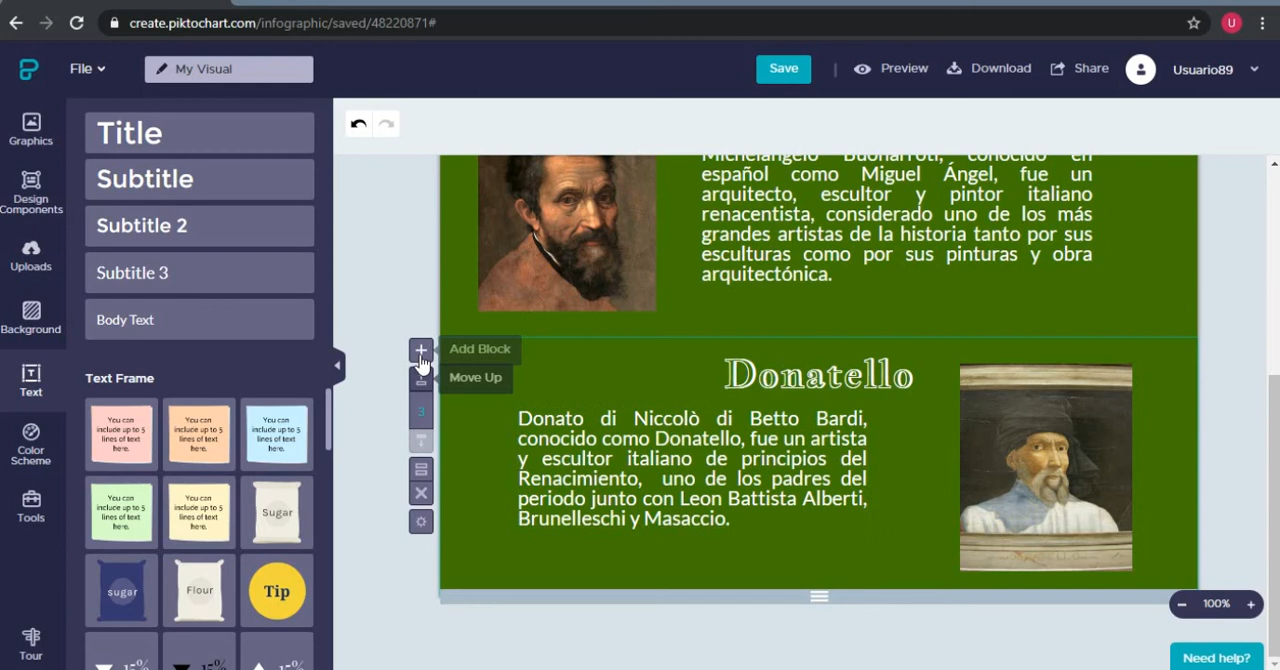 create.piktochart.com/infographic/saved/48220871#
U
File
My Visual
Save
Preview
Download
Share
Usuario89
Graphics
Design
Components
Uploads
Background
Text
Color
Scheme
Tools
Tour
Title
Subtitle
Subtitle 2
Subtitle 3
Body Text
Text Frame
You can
include up to 5
lines of text
here.
You can
include up to 5
lines of text
here.
You can
include up to 5
lines of text
here.
You can
include up to 5
lines of text
here.
You can
include up to 5
lines of text
here.
Sugar
sugar
Flour
Tip
15%
15%
15%
Michelangelo Buonarroti, conocido en
español como Miguel Ángel, fue un
arquitecto, escultor y pintor italiano
renacentista, considerado uno de los más
grandes artistas de la historia tanto por sus
esculturas como por sus pinturas y obra
arquitectónica.
Add Block
Move Up
3
Donatello
Donato di Niccolò di Betto Bardi,
conocido como Donatello, fue un artista
y escultor italiano de principios del
Renacimiento, uno de los padres del
periodo junto con Leon Battista Alberti,
Brunelleschi y Masaccio.
100%
Need help?